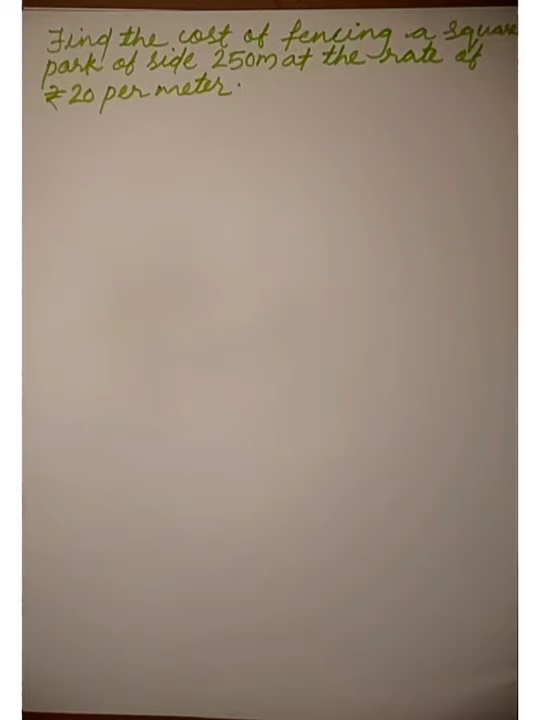 Find the cost of fencing a square
park of side 250m at the rate of
₹20 per meter.